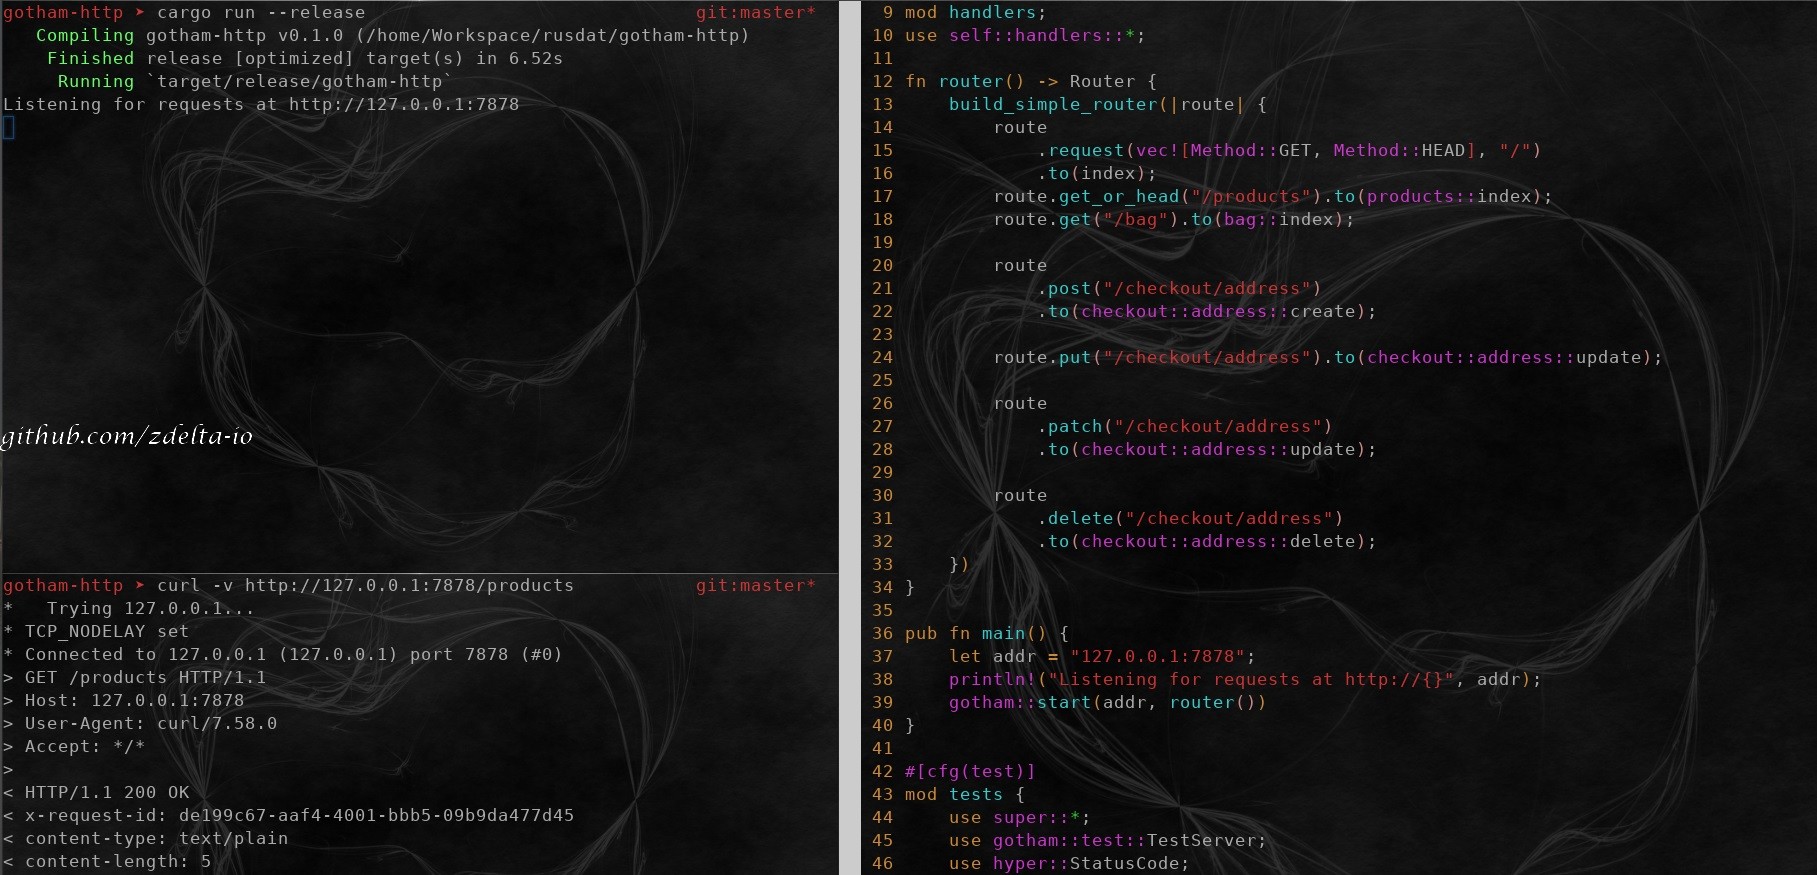 gotham-http ➤ cargo run --release git:master*
   Compiling gotham-http v0.1.0 (/home/Workspace/rusdat/gotham-http)
    Finished release [optimized] target(s) in 6.52s
     Running `target/release/gotham-http`
Listening for requests at http://127.0.0.1:7878
github.com/zdelta-io
gotham-http ➤ curl -v http://127.0.0.1:7878/products git:master*
*   Trying 127.0.0.1...
* TCP_NODELAY set
* Connected to 127.0.0.1 (127.0.0.1) port 7878 (#0)
> GET /products HTTP/1.1
> Host: 127.0.0.1:7878
> User-Agent: curl/7.58.0
> Accept: */*
>
< HTTP/1.1 200 OK
< x-request-id: de199c67-aaf4-4001-bbb5-09b9da477d45
< content-type: text/plain
< content-length: 5
 9 mod handlers;
10 use self::handlers::*;
11
12 fn router() -> Router {
13     build_simple_router(|route| {
14         route
15             .request(vec![Method::GET, Method::HEAD], "/")
16             .to(index);
17         route.get_or_head("/products").to(products::index);
18         route.get("/bag").to(bag::index);
19
20         route
21             .post("/checkout/address")
22             .to(checkout::address::create);
23
24         route.put("/checkout/address").to(checkout::address::update);
25
26         route
27             .patch("/checkout/address")
28             .to(checkout::address::update);
29
30         route
31             .delete("/checkout/address")
32             .to(checkout::address::delete);
33     })
34 }
35
36 pub fn main() {
37     let addr = "127.0.0.1:7878";
38     println!("Listening for requests at http://{}", addr);
39     gotham::start(addr, router())
40 }
41
42 #[cfg(test)]
43 mod tests {
44     use super::*;
45     use gotham::test::TestServer;
46     use hyper::StatusCode;